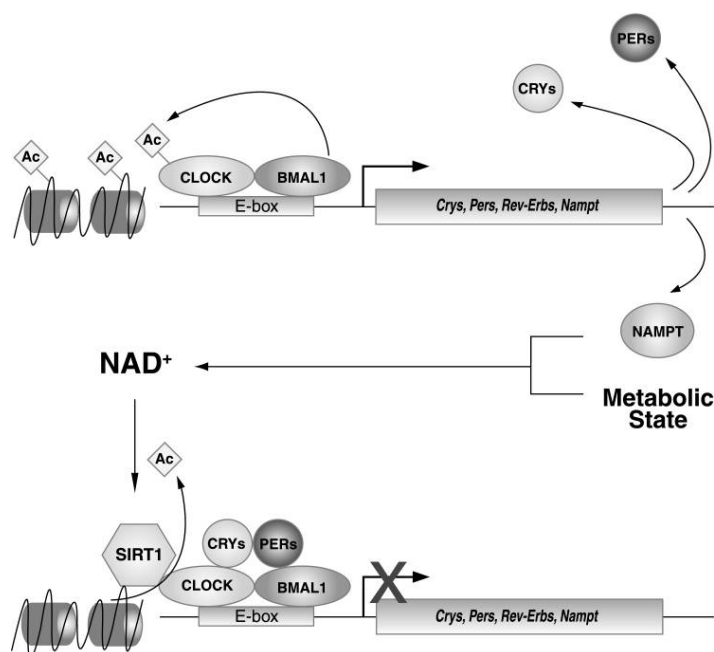 PERs
CRYs
Ac
Ac
Ac
CLOCK
BMAL1
E-box
Crys, Pers, Rev-Erbs, Nampt
NAMPT
NAD+
Metabolic
State
Ac
SIRT1
CRYs
PERs
CLOCK
BMAL1
X
E-box
Crys, Pers, Rev-Erbs, Nampt